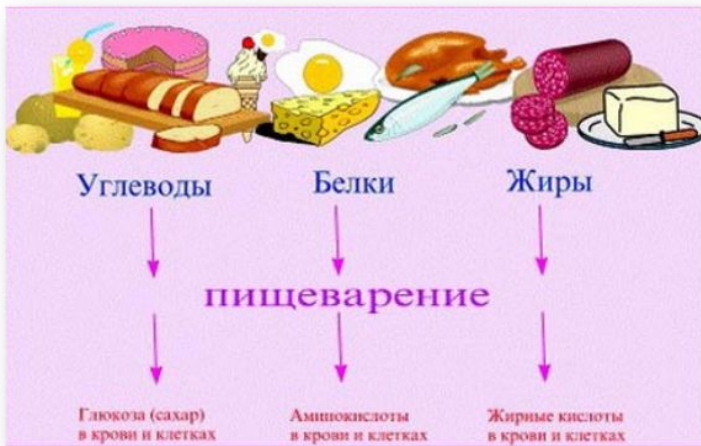 Углеводы Белки Жиры
пищеварение
Глюкоза (сахар)
в крови и клетках
Аминокислоты
в крови и клетках
Жирные кислоты
в крови и клетках